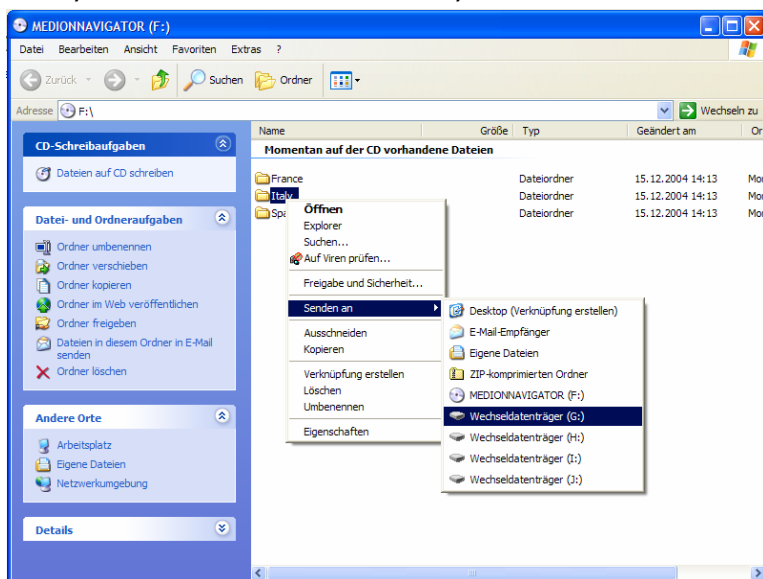 MEDIONNAVIGATOR (F:)
Datei Bearbeiten Ansicht Favoriten Extras ?
Zurück Suchen Ordner
Adresse F:\ Wechseln zu
Name Größe Typ Geändert am Or
CD-Schreibaufgaben
Dateien auf CD schreiben
Datei- und Ordneraufgaben
Ordner umbenennen
Ordner verschieben
Ordner kopieren
Ordner im Web veröffentlichen
Ordner freigeben
Dateien in diesem Ordner in E-Mail
senden
Ordner löschen
Andere Orte
Arbeitsplatz
Eigene Dateien
Netzwerkumgebung
Details
Momentan auf der CD vorhandene Dateien
France Dateiordner 15.12.2004 14:13 Mo
Italy Dateiordner 15.12.2004 14:13 Mo
Spa Dateiordner 15.12.2004 14:13 Mo
Öffnen
Explorer
Suchen...
Auf Viren prüfen...
Freigabe und Sicherheit...
Senden an
Ausschneiden
Kopieren
Verknüpfung erstellen
Löschen
Umbenennen
Eigenschaften
Desktop (Verknüpfung erstellen)
E-Mail-Empfänger
Eigene Dateien
ZIP-komprimierten Ordner
MEDIONNAVIGATOR (F:)
Wechseldatenträger (G:)
Wechseldatenträger (H:)
Wechseldatenträger (I:)
Wechseldatenträger (J:)